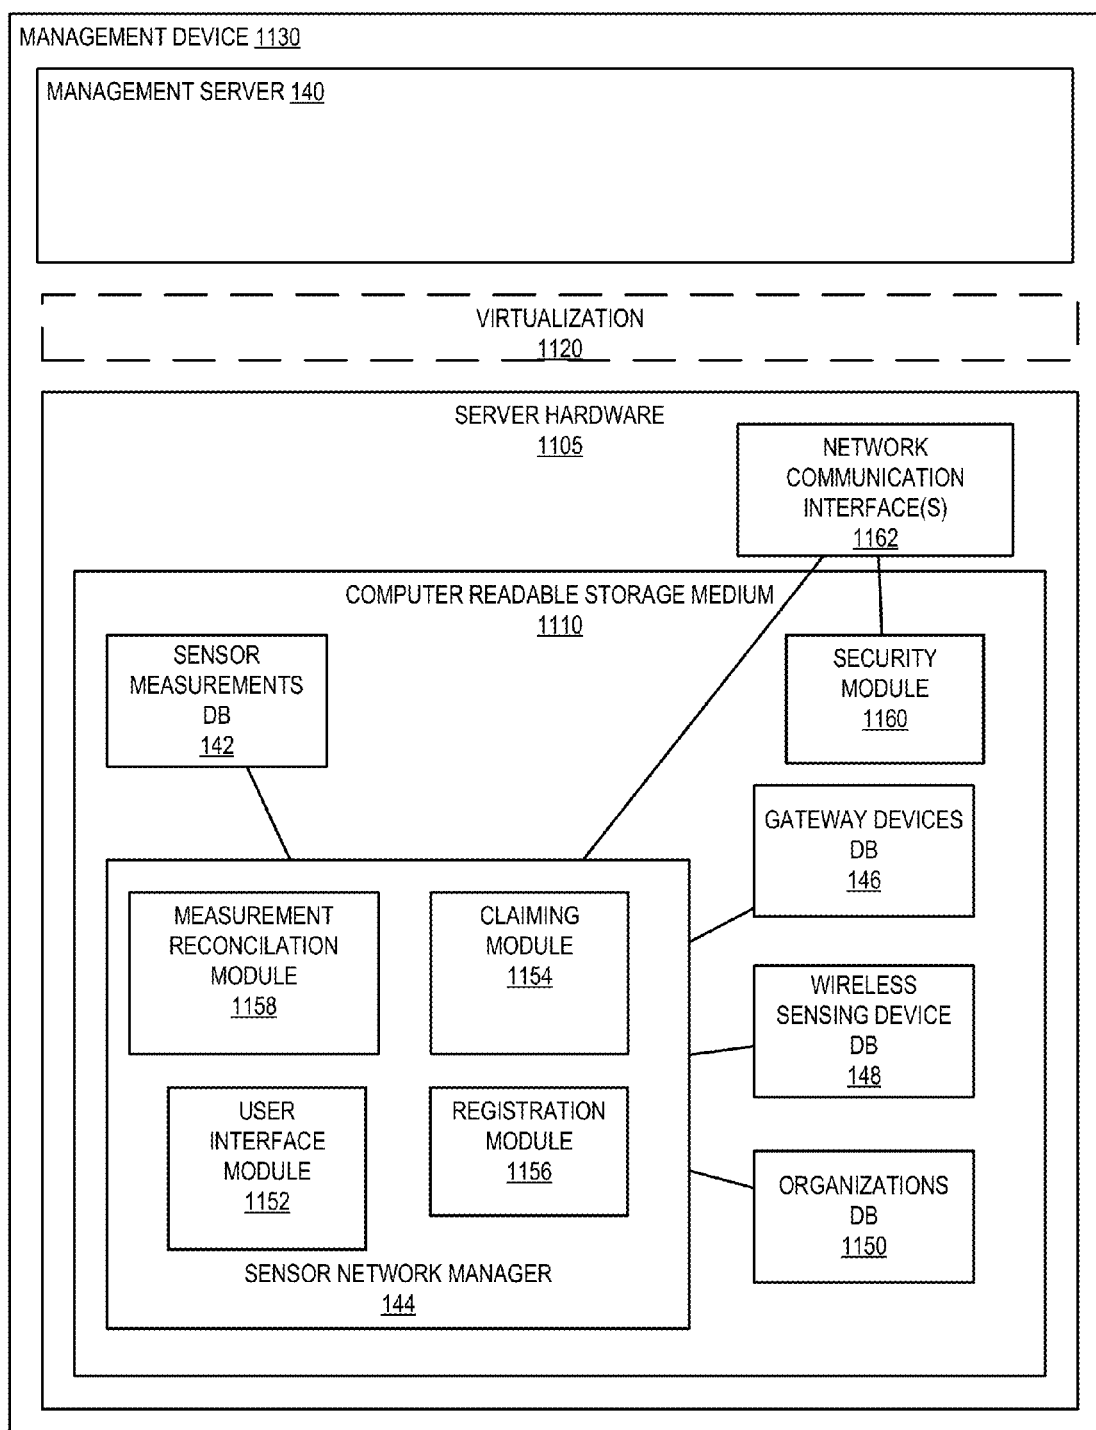 MANAGEMENT DEVICE 1130
MANAGEMENT SERVER 140
VIRTUALIZATION
1120
SERVER HARDWARE
1105
NETWORK
COMMUNICATION
INTERFACE(S)
1162
COMPUTER READABLE STORAGE MEDIUM
1110
SENSOR
MEASUREMENTS
DB
142
SECURITY
MODULE
1160
GATEWAY DEVICES
DB
146
MEASUREMENT
RECONCILATION
MODULE
1158
CLAIMING
MODULE
1154
WIRELESS
SENSING DEVICE
DB
148
USER
INTERFACE
MODULE
1152
REGISTRATION
MODULE
1156
ORGANIZATIONS
DB
1150
SENSOR NETWORK MANAGER
144